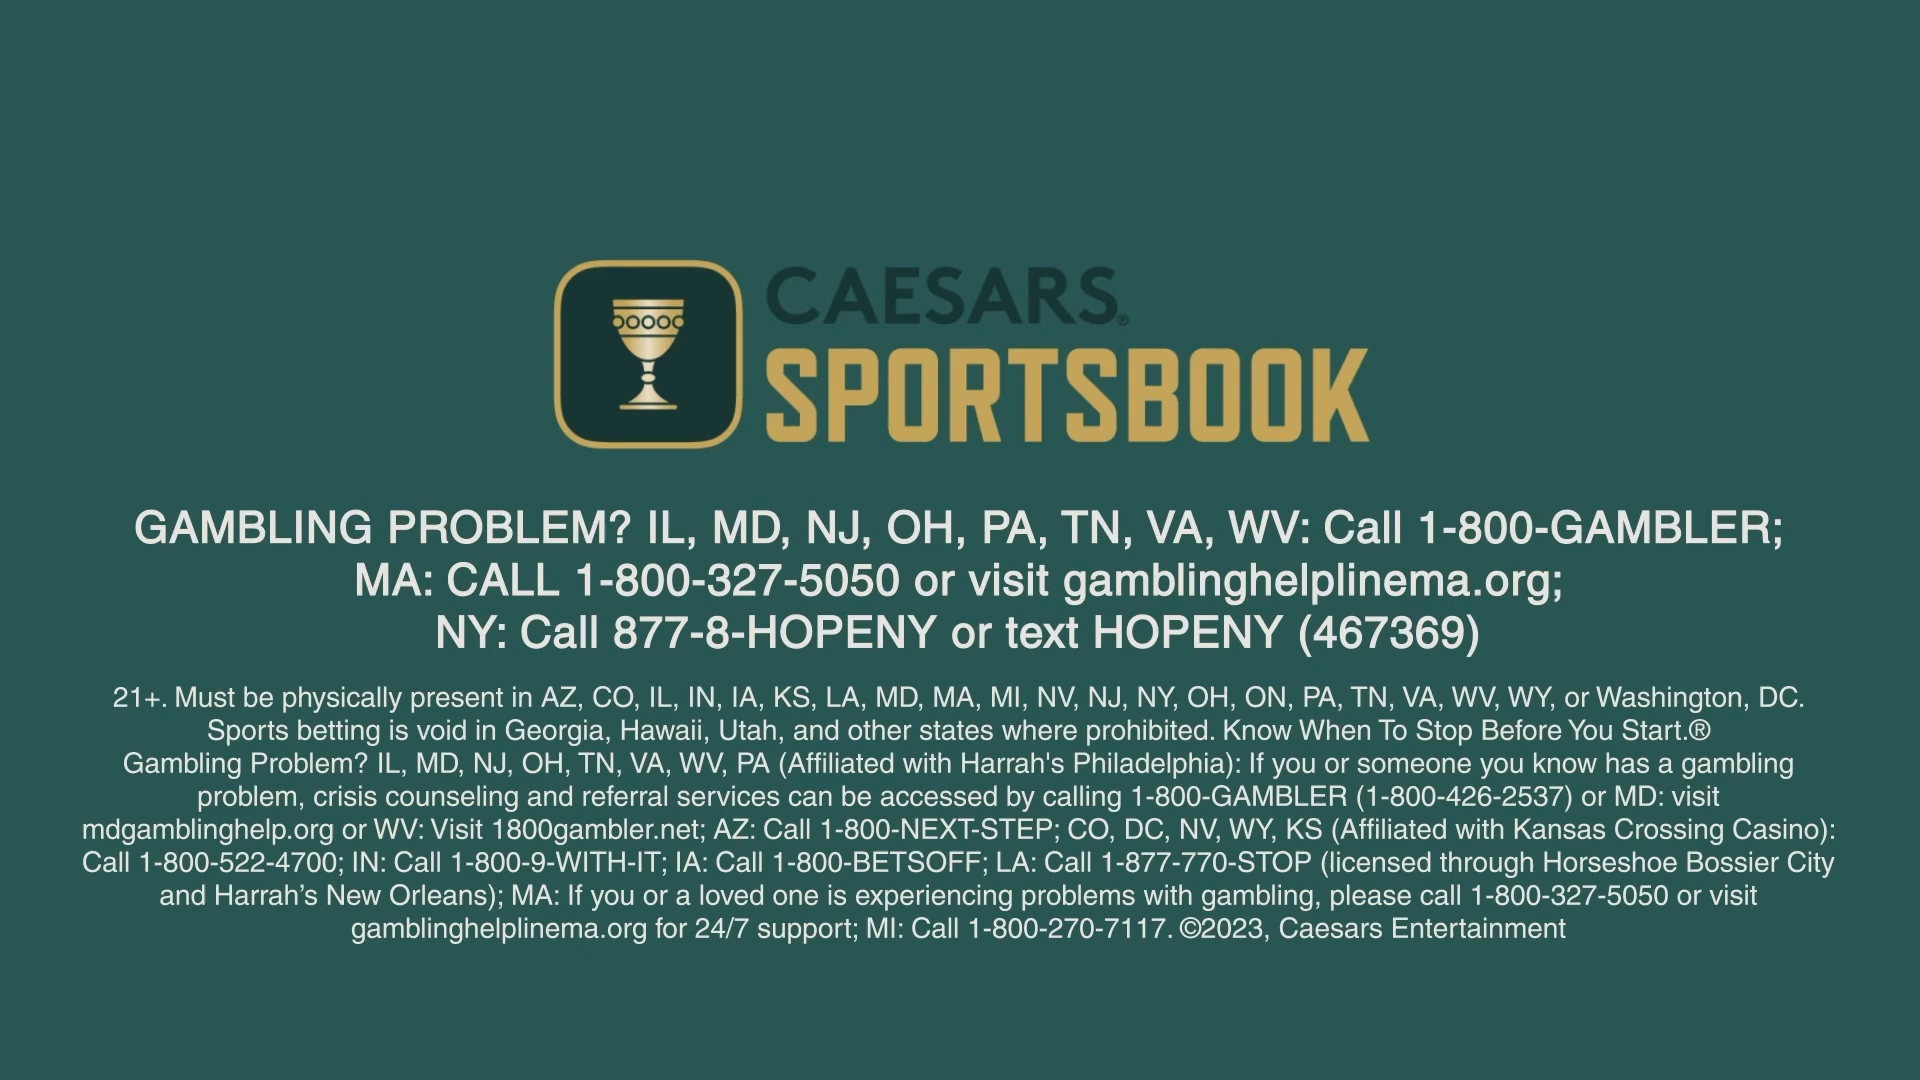 CAESARS®
SPORTSBOOK
GAMBLING PROBLEM? IL, MD, NJ, OH, PA, TN, VA, WV: Call 1-800-GAMBLER;
MA: CALL 1-800-327-5050 or visit gamblinghelplinema.org;
NY: Call 877-8-HOPENY or text HOPENY (467369)
21+. Must be physically present in AZ, CO, IL, IN, IA, KS, LA, MD, MA, MI, NV, NJ, NY, OH, ON, PA, TN, VA, WV, WY, or Washington, DC.
Sports betting is void in Georgia, Hawaii, Utah, and other states where prohibited. Know When To Stop Before You Start.®
Gambling Problem? IL, MD, NJ, OH, TN, VA, WV, PA (Affiliated with Harrah's Philadelphia): If you or someone you know has a gambling
problem, crisis counseling and referral services can be accessed by calling 1-800-GAMBLER (1-800-426-2537) or MD: visit
mdgamblinghelp.org or WV: Visit 1800gambler.net; AZ: Call 1-800-NEXT-STEP; CO, DC, NV, WY, KS (Affiliated with Kansas Crossing Casino):
Call 1-800-522-4700; IN: Call 1-800-9-WITH-IT; IA: Call 1-800-BETSOFF; LA: Call 1-877-770-STOP (licensed through Horseshoe Bossier City
and Harrah’s New Orleans); MA: If you or a loved one is experiencing problems with gambling, please call 1-800-327-5050 or visit
gamblinghelplinema.org for 24/7 support; MI: Call 1-800-270-7117. ©2023, Caesars Entertainment